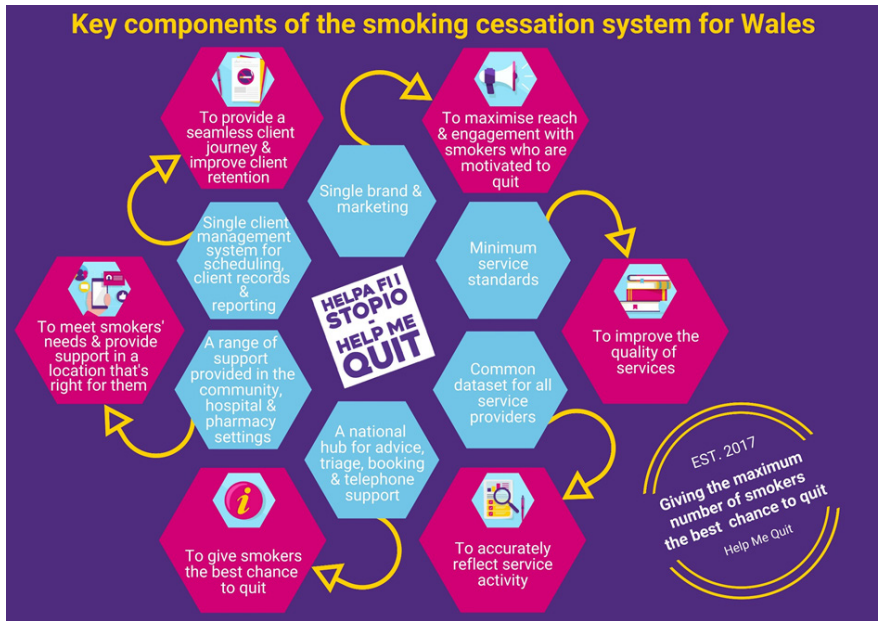 Key components of the smoking cessation system for Wales
To provide a
seamless client
journey &
improve client
retention
To maximise reach
& engagement with
smokers who are
motivated to
quit
Single brand &
marketing
Single client
management
system for
scheduling,
client records
&
reporting
Minimum
service
standards
To meet smokers'
needs & provide
support in a
location that's
right for them
HELPA FI I
STOPIO
-
HELP ME
QUIT
To improve the
quality of
services
A range of
support
provided in the
community,
hospital &
pharmacy
settings
Common
dataset for all
service
providers
A national
hub for advice,
triage, booking
& telephone
support
To give smokers
the best chance
to quit
To accurately
reflect service
activity
EST. 2017
Giving the maximum
number of smokers
the best chance to quit
Help Me Quit